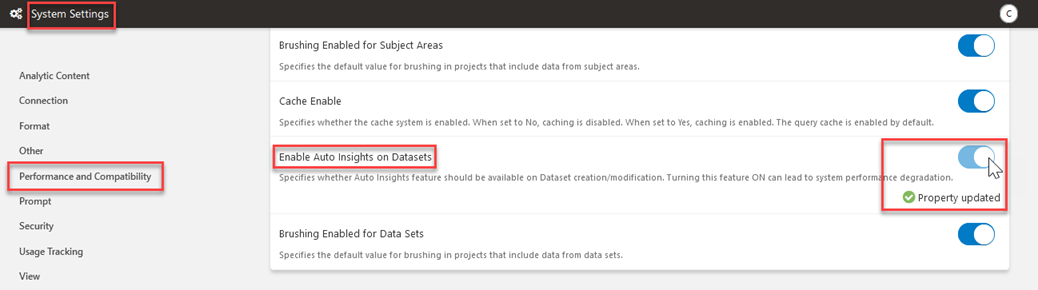 System Settings
C
Analytic Content
Connection
Format
Other
Performance and Compatibility
Prompt
Security
Usage Tracking
View
Brushing Enabled for Subject Areas
Specifies the default value for brushing in projects that include data from subject areas.
Cache Enable
Specifies whether the cache system is enabled. When set to No, caching is disabled. When set to Yes, caching is enabled. The query cache is enabled by default.
Enable Auto Insights on Datasets
Specifies whether Auto Insights feature should be available on Dataset creation/modification. Turning this feature ON can lead to system performance degradation.
Property updated
Brushing Enabled for Data Sets
Specifies the default value for brushing in projects that include data from data sets.